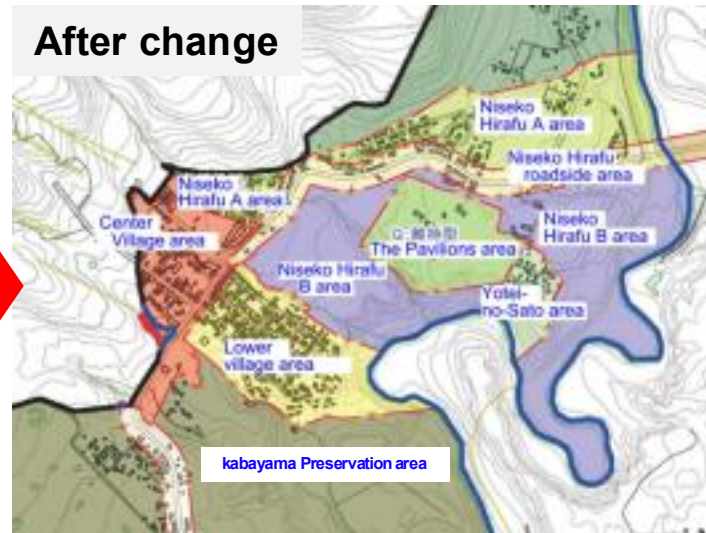 After change
Niseko
Hirafu A area
Niseko Hirafu
roadside area
Niseko
Hirafu A area
Center
Village area
Niseko
Hirafu B area
The Pavilions area
Niseko Hirafu
B area
Yotei-
no-Sato area
Lower
village area
kabayama Preservation area